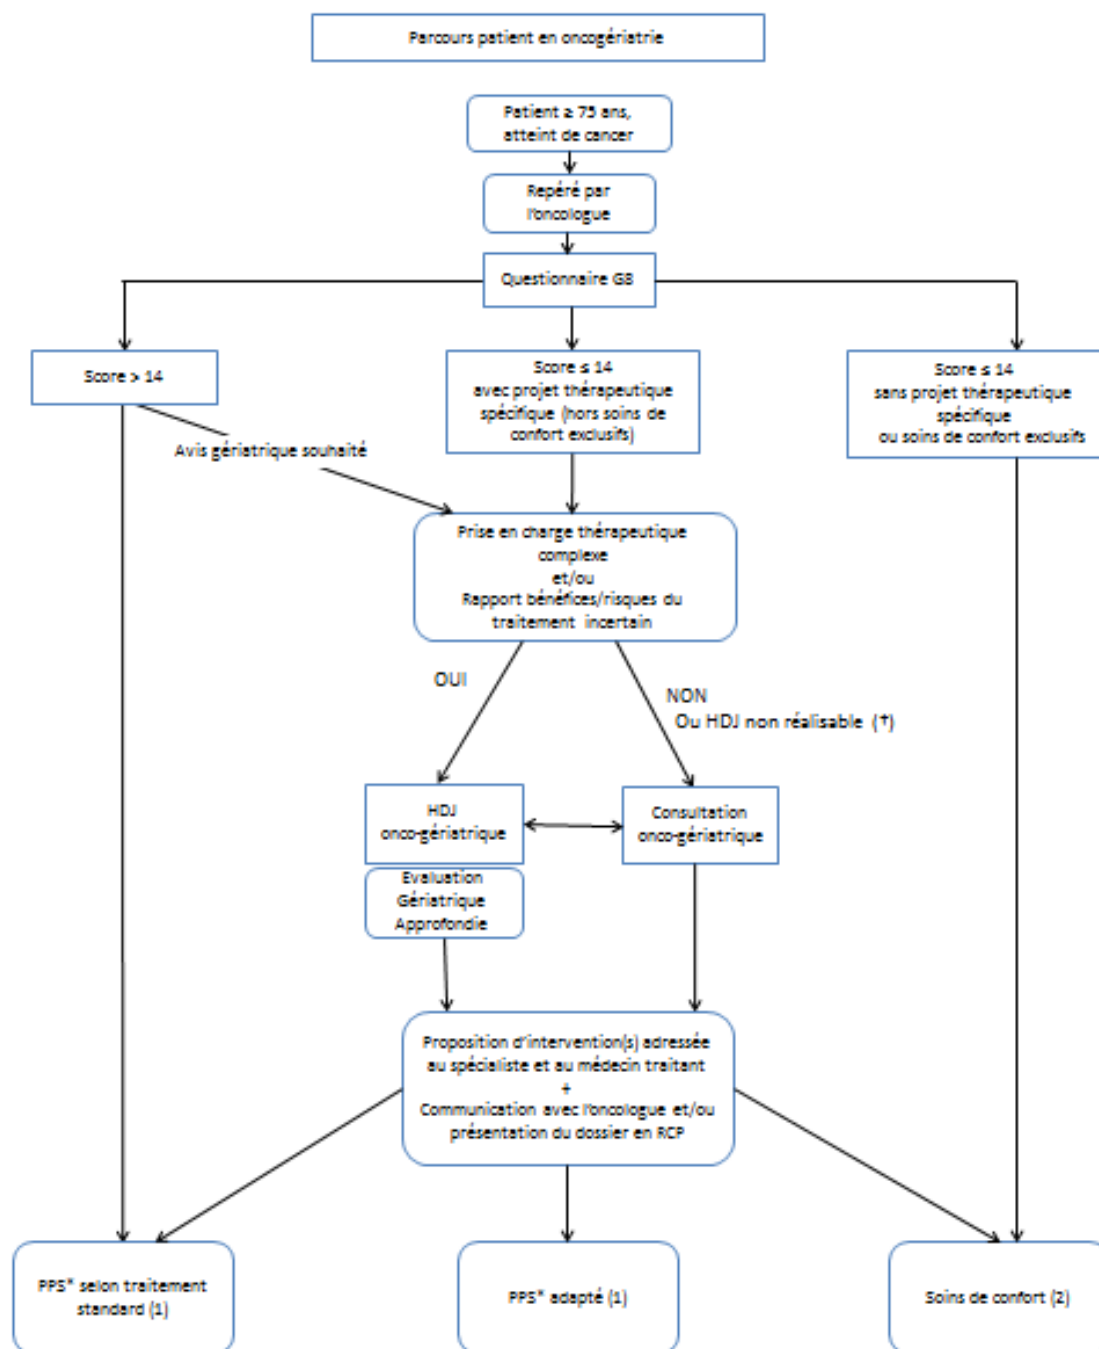 Parcours patient en oncogériatrie
Patient ≥ 75 ans,
atteint de cancer
Repéré par
l'oncologue
Questionnaire G8
Score > 14
Score ≤ 14
avec projet thérapeutique
spécifique (hors soins de
confort exclusifs)
Score ≤ 14
sans projet thérapeutique
spécifique
ou soins de confort exclusifs
Avis gériatrique souhaité
Prise en charge thérapeutique
complexe
et/ou
Rapport bénéfices/risques du
traitement incertain
OUI
NON
Ou HDJ non réalisable (†)
HDJ
onco-gériatrique
Consultation
onco-gériatrique
Evaluation
Gériatrique
Approfondie
Proposition d'intervention(s) adressée
au spécialiste et au médecin traitant
+
Communication avec l'oncologue et/ou
présentation du dossier en RCP
PPS* selon traitement
standard (1)
PPS* adapté (1)
Soins de confort (2)